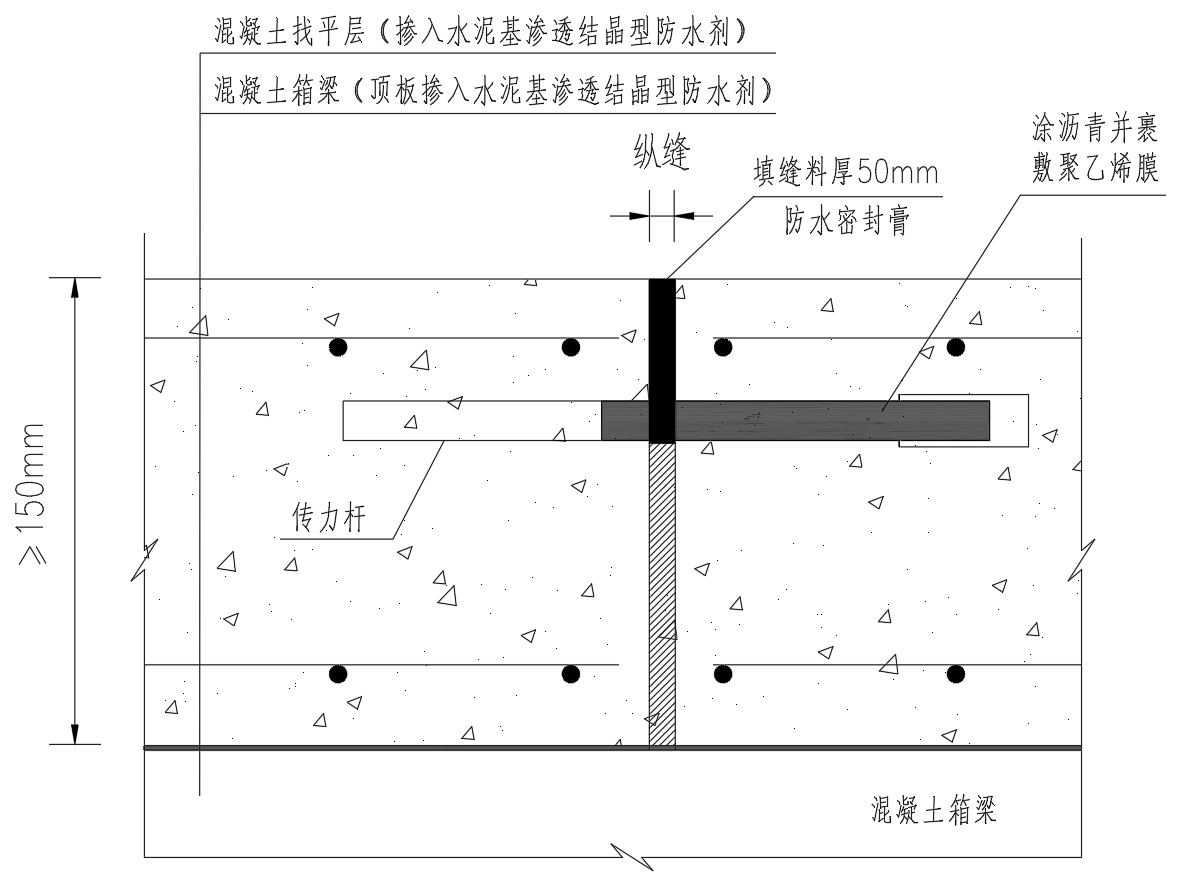 混凝土找平层（掺入水泥基渗透结晶型防水剂）
混凝土箱梁（顶板掺入水泥基渗透结晶型防水剂）
纵缝
填缝料厚50mm
防水密封膏
涂沥青并裹
敷聚乙烯膜
≥150mm
传力杆
混凝土箱梁